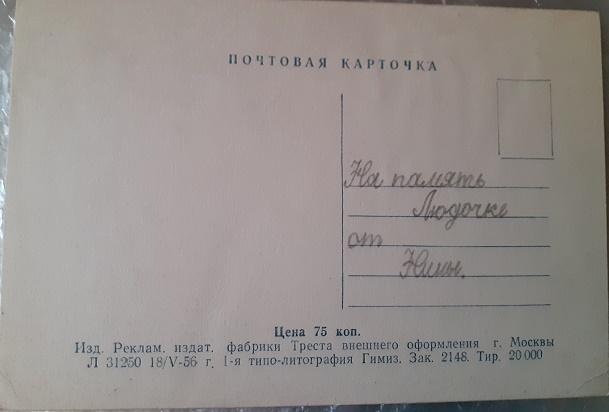 ПОЧТОВАЯ КАРТОЧКА
На память
Людочке
от
Цена 75 коп.
Изд. Реклам. издат. фабрики Треста внешнего оформления г. Москвы
Л 31250 18/V-56 г. 1-я типо-литография Гимиз. Зак. 2148. Тир. 20 000